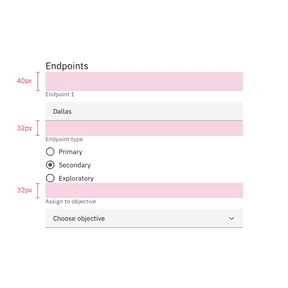 Endpoints
40px
Endpoint 1
Dallas
32px
Endpoint type
Primary
Secondary
Exploratory
32px
Assign to objective
Choose objective